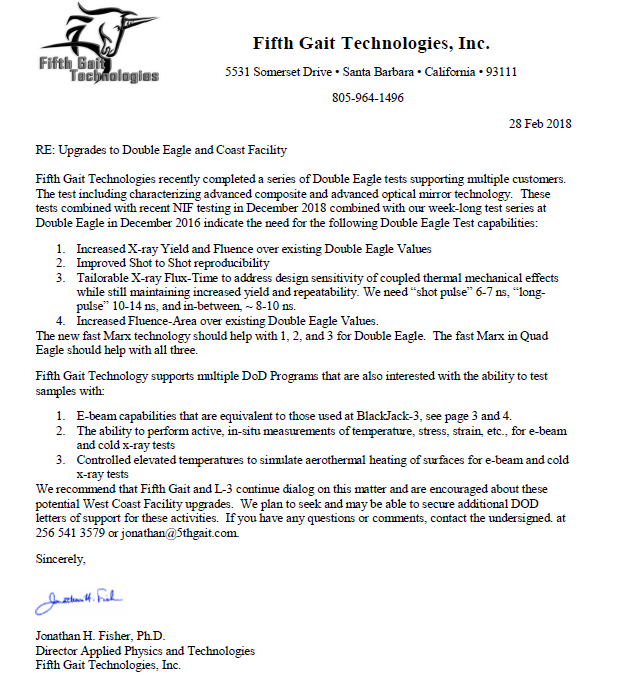 Fifth Gait
Technologies
Fifth Gait Technologies, Inc.
5531 Somerset Drive • Santa Barbara • California • 93111
805-964-1496
28 Feb 2018
RE: Upgrades to Double Eagle and Coast Facility
Fifth Gait Technologies recently completed a series of Double Eagle tests supporting multiple customers.
The test including characterizing advanced composite and advanced optical mirror technology. These
tests combined with recent NIF testing in December 2018 combined with our week-long test series at
Double Eagle in December 2016 indicate the need for the following Double Eagle Test capabilities:
1. Increased X-ray Yield and Fluence over existing Double Eagle Values
2. Improved Shot to Shot reproducibility
3. Tailorable X-ray Flux-Time to address design sensitivity of coupled thermal mechanical effects
while still maintaining increased yield and repeatability. We need “shot pulse” 6-7 ns, “long-
pulse” 10-14 ns, and in-between, ~ 8-10 ns.
4. Increased Fluence-Area over existing Double Eagle Values.
The new fast Marx technology should help with 1, 2, and 3 for Double Eagle. The fast Marx in Quad
Eagle should help with all three.
Fifth Gait Technology supports multiple DoD Programs that are also interested with the ability to test
samples with:
1. E-beam capabilities that are equivalent to those used at BlackJack-3, see page 3 and 4.
2. The ability to perform active, in-situ measurements of temperature, stress, strain, etc., for e-beam
and cold x-ray tests
3. Controlled elevated temperatures to simulate aerothermal heating of surfaces for e-beam and cold
x-ray tests
We recommend that Fifth Gait and L-3 continue dialog on this matter and are encouraged about these
potential West Coast Facility upgrades. We plan to seek and may be able to secure additional DOD
letters of support for these activities. If you have any questions or comments, contact the undersigned. at
256 541 3579 or jonathan@5thgait.com.
Sincerely,
Jonathan H. Fish
Jonathan H. Fisher, Ph.D.
Director Applied Physics and Technologies
Fifth Gait Technologies, Inc.